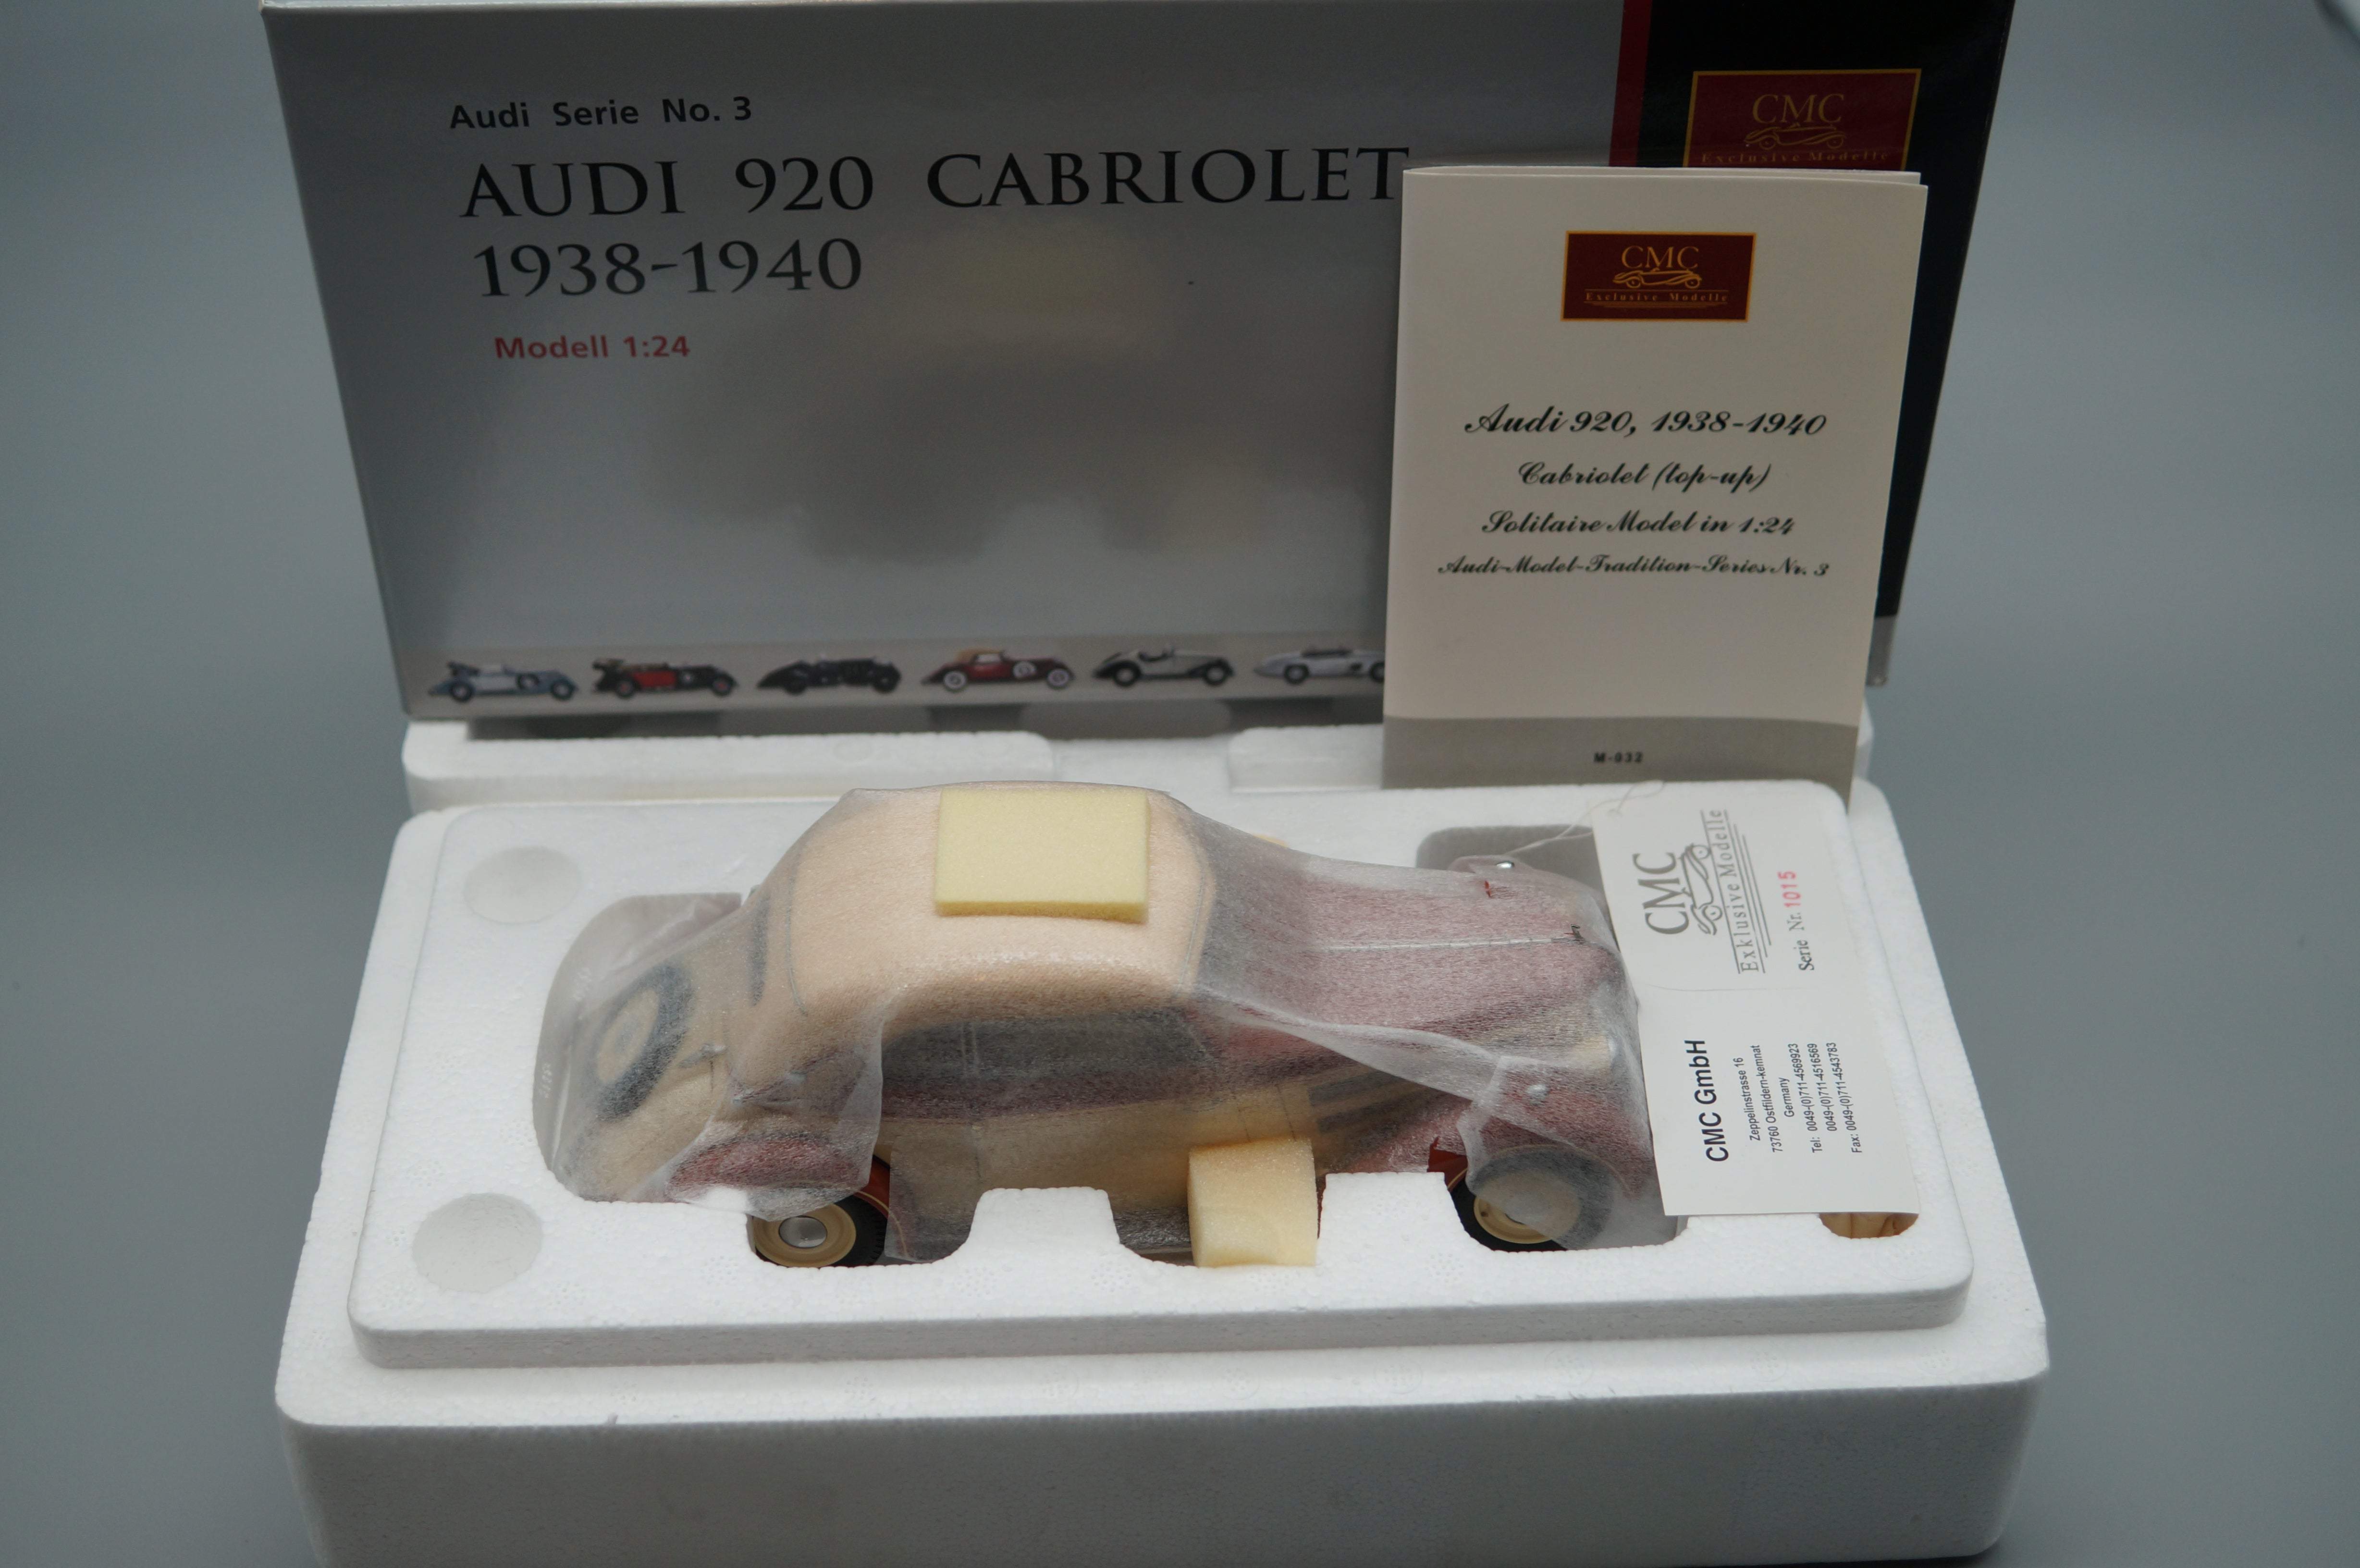 Audi Serie No. 3
AUDI 920 CABRIOLET
1938-1940
Modell 1:24
CMC
Exclusive Modelle
CMC
Exclusive Modelle
Audi 920, 1938-1940
Cabriolet (top-up)
Solitaire Model in 1:24
Audi-Model-Tradition-Series Nr. 3
M-032
CMC
Exklusive Modelle
Serie Nr. 1015
CMC GmbH
Zeppelinstrasse 16
73760 Ostfildern-kemnat
Germany
Tel: 0049-(0)711-4569923
0049-(0)711-4516569
Fax: 0049-(0)711-4543783